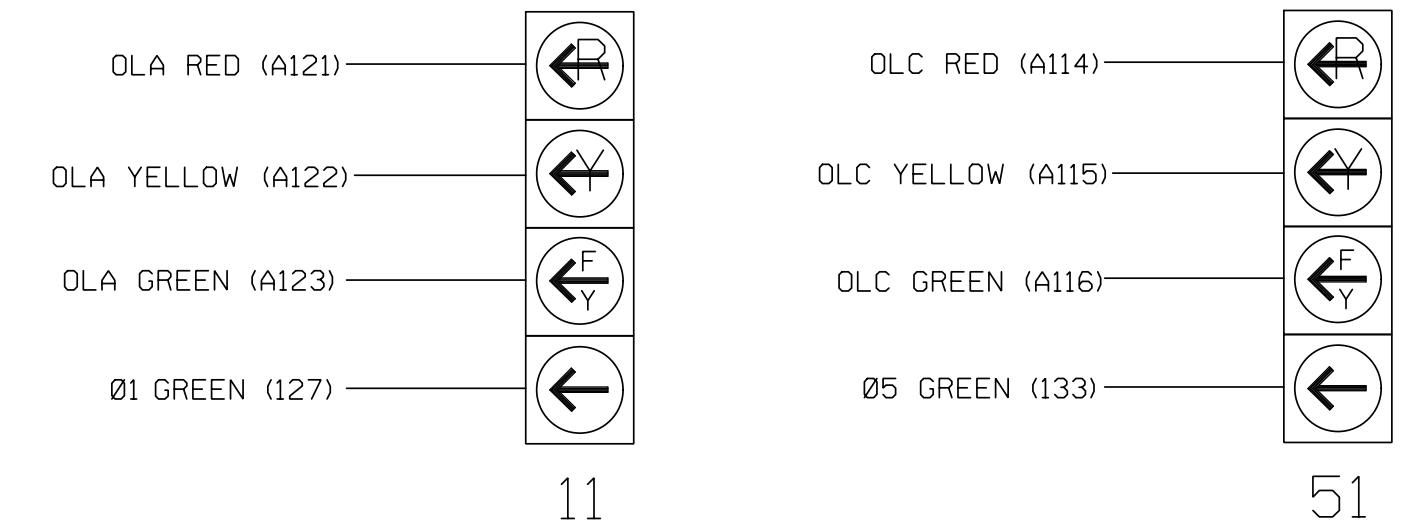 OLA RED (A121)
R
OLA YELLOW (A122)
Y
OLA GREEN (A123)
F
Y
Ø1 GREEN (127)
11
OLC RED (A114)
R
OLC YELLOW (A115)
Y
OLC GREEN (A116)
F
Y
Ø5 GREEN (133)
51